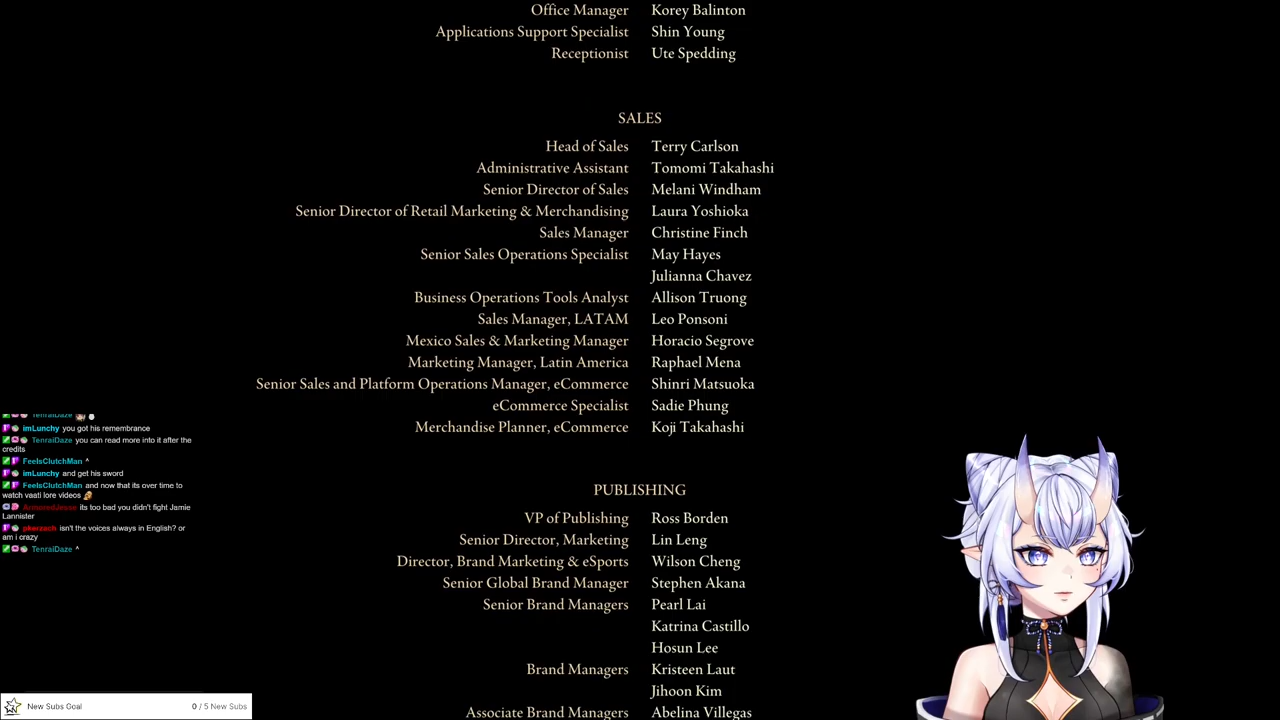 Office Manager Korey Balinton
Applications Support Specialist Shin Young
Receptionist Ute Spedding
SALES
Head of Sales Terry Carlson
Administrative Assistant Tomomi Takahashi
Senior Director of Sales Melani Windham
Senior Director of Retail Marketing & Merchandising Laura Yoshioka
Sales Manager Christine Finch
Senior Sales Operations Specialist May Hayes
Julianna Chavez
Business Operations Tools Analyst Allison Truong
Sales Manager, LATAM Leo Ponsoni
Mexico Sales & Marketing Manager Horacio Segrove
Marketing Manager, Latin America Raphael Mena
Senior Sales and Platform Operations Manager, eCommerce Shinri Matsuoka
eCommerce Specialist Sadie Phung
Merchandise Planner, eCommerce Koji Takahashi
PUBLISHING
VP of Publishing Ross Borden
Senior Director, Marketing Lin Leng
Director, Brand Marketing & eSports Wilson Cheng
Senior Global Brand Manager Stephen Akana
Senior Brand Managers Pearl Lai
Katrina Castillo
Hosun Lee
Brand Managers Kristeen Laut
Jihoon Kim
Associate Brand Managers Abelina Villegas
TenraiDaze
imLunchy you got his remembrance
TenraiDaze you can read more into it after the
credits
FeelsClutchMan ^
imLunchy and get his sword
FeelsClutchMan and now that its over time to
watch vaati lore videos
ArmoredJesse its too bad you didn't fight Jamie
Lannister
pkerzach isn't the voices always in English? or
am i crazy
TenraiDaze ^
New Subs Goal 0 / 5 New Subs